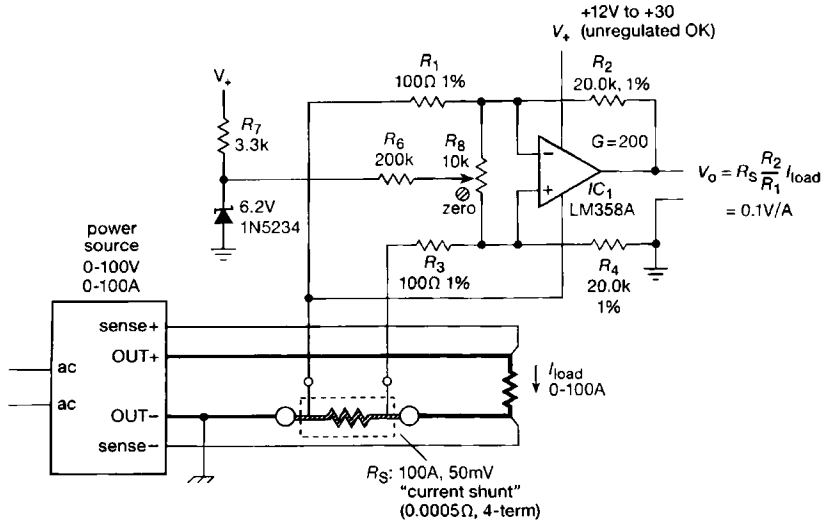 +12V to +30
V+ (unregulated OK)
V+
R1
100Ω 1%
R2
20.0k, 1%
R7
3.3k
R6
200k
R8
10k
zero
G=200
−
+
IC1
LM358A
Vo = RS R2/R1 Iload
= 0.1V/A
6.2V
1N5234
R3
100Ω 1%
R4
20.0k
1%
power
source
0-100V
0-100A
sense+
OUT+
ac
ac
OUT−
sense−
Iload
0-100A
RS: 100A, 50mV
“current shunt”
(0.0005Ω, 4-term)